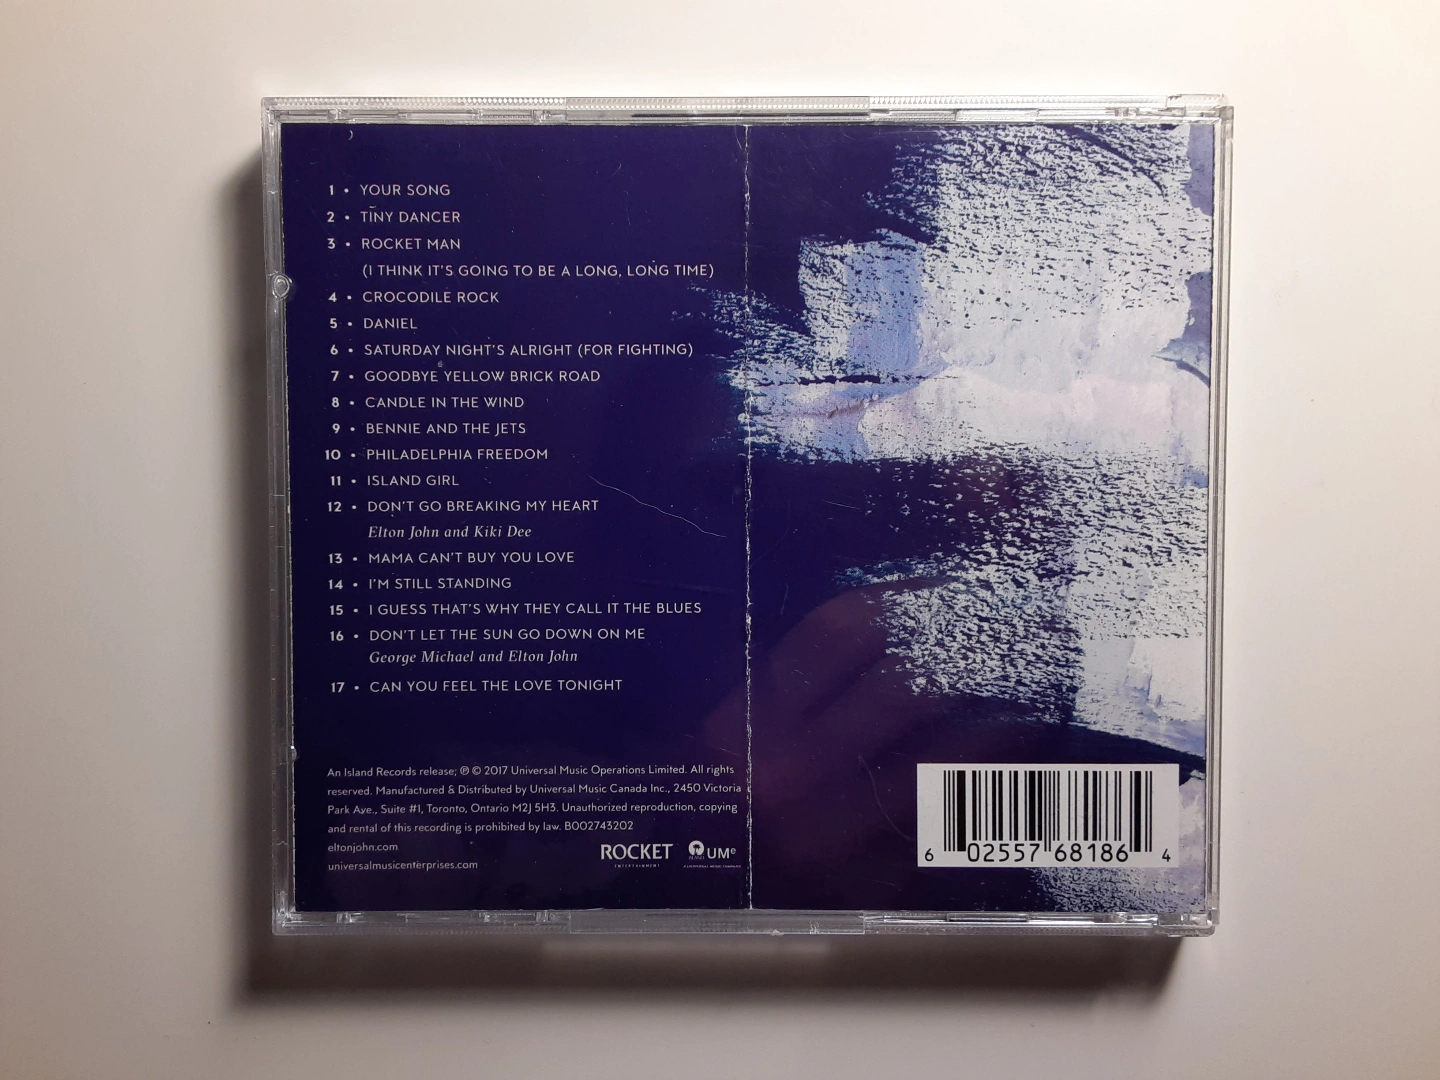 1 • YOUR SONG
2 • TINY DANCER
3 • ROCKET MAN
(I THINK IT'S GOING TO BE A LONG, LONG TIME)
4 • CROCODILE ROCK
5 • DANIEL
6 • SATURDAY NIGHT'S ALRIGHT (FOR FIGHTING)
7 • GOODBYE YELLOW BRICK ROAD
8 • CANDLE IN THE WIND
9 • BENNIE AND THE JETS
10 • PHILADELPHIA FREEDOM
11 • ISLAND GIRL
12 • DON'T GO BREAKING MY HEART
Elton John and Kiki Dee
13 • MAMA CAN'T BUY YOU LOVE
14 • I'M STILL STANDING
15 • I GUESS THAT'S WHY THEY CALL IT THE BLUES
16 • DON'T LET THE SUN GO DOWN ON ME
George Michael and Elton John
17 • CAN YOU FEEL THE LOVE TONIGHT
An Island Records release; ℗ © 2017 Universal Music Operations Limited. All rights
reserved. Manufactured & Distributed by Universal Music Canada Inc., 2450 Victoria
Park Ave., Suite #1, Toronto, Ontario M2J 5H3. Unauthorized reproduction, copying
and rental of this recording is prohibited by law. B002743202
eltonjohn.com
universalmusicenterprises.com
ROCKET
ENTERTAINMENT
ISLAND
UMe
A UNIVERSAL MUSIC COMPANY
6 02557 68186 4